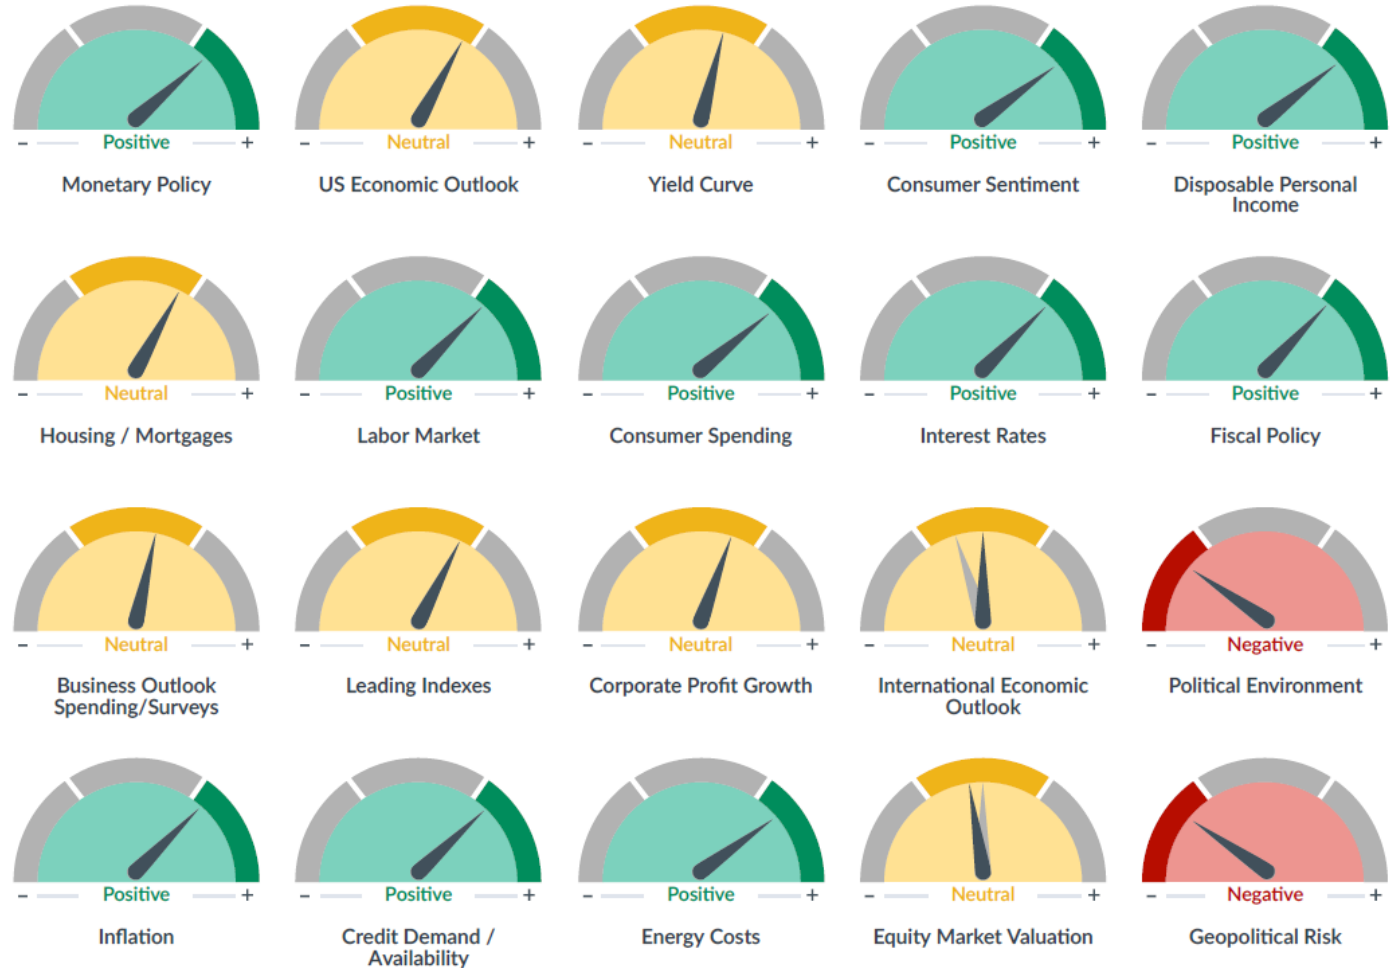 - Positive +
- Neutral +
- Neutral +
- Positive +
- Positive +
Monetary Policy
US Economic Outlook
Yield Curve
Consumer Sentiment
Disposable Personal
Income
- Neutral +
- Positive +
- Positive +
- Positive +
- Positive +
Housing / Mortgages
Labor Market
Consumer Spending
Interest Rates
Fiscal Policy
- Neutral +
- Neutral +
- Neutral +
- Neutral +
- Negative +
Business Outlook
Spending/Surveys
Leading Indexes
Corporate Profit Growth
International Economic
Outlook
Political Environment
- Positive +
- Positive +
- Positive +
- Neutral +
- Negative +
Inflation
Credit Demand /
Availability
Energy Costs
Equity Market Valuation
Geopolitical Risk